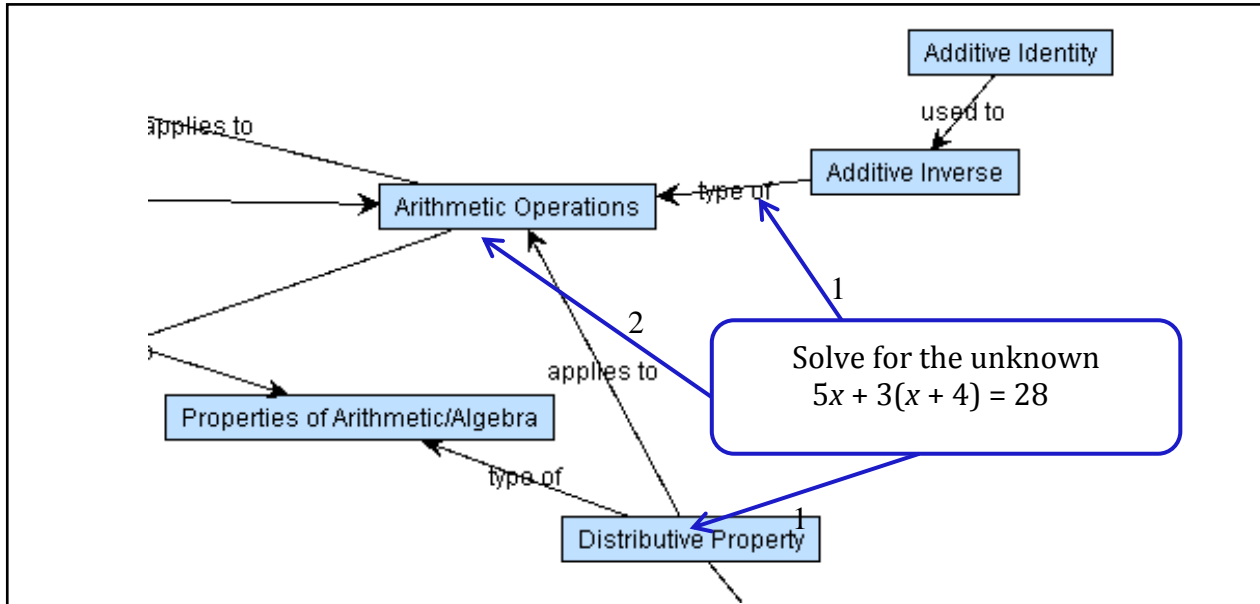 Additive Identity
used to
applies to
Additive Inverse
type of
Arithmetic Operations
1
2
Solve for the unknown
5x + 3(x + 4) = 28
applies to
Properties of Arithmetic/Algebra
type of
1
Distributive Property